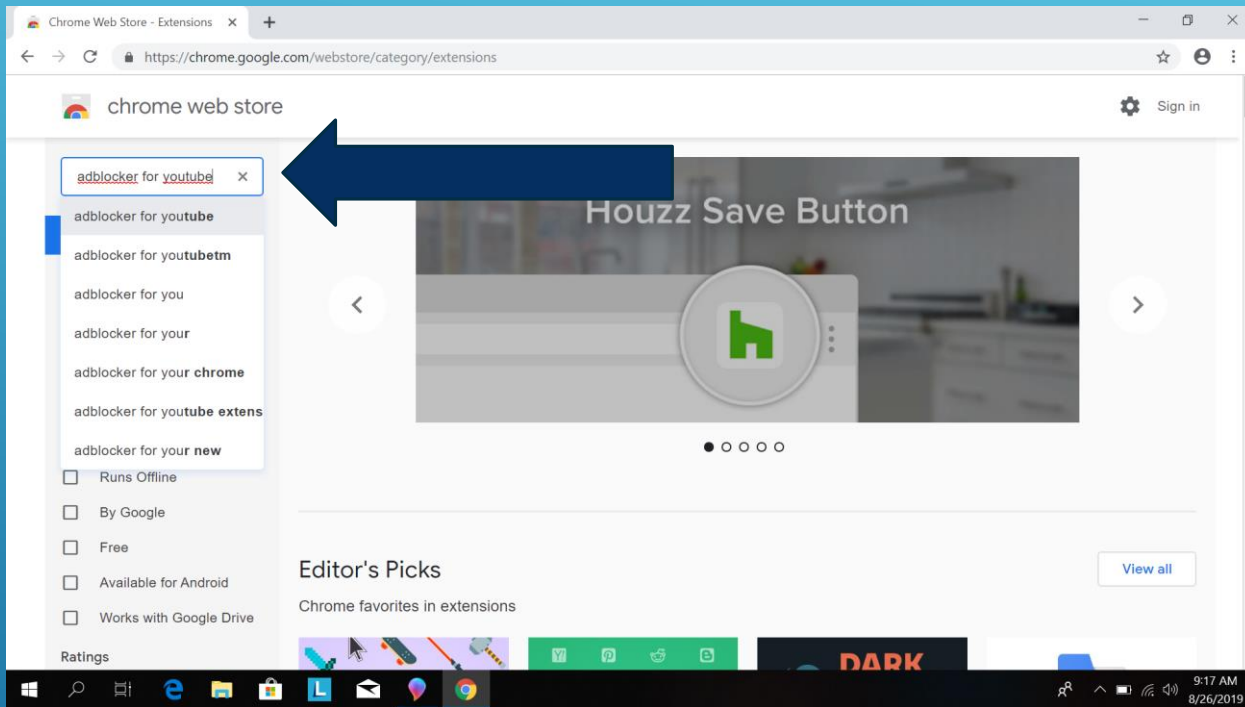 Chrome Web Store - Extensions
https://chrome.google.com/webstore/category/extensions
chrome web store
Sign in
adblocker for youtube
adblocker for youtube
adblocker for youtubetm
adblocker for you
adblocker for your
adblocker for your chrome
adblocker for youtube extens
adblocker for your new
Houzz Save Button
Runs Offline
By Google
Free
Available for Android
Works with Google Drive
Ratings
Editor's Picks
View all
Chrome favorites in extensions
DARK
9:17 AM
8/26/2019